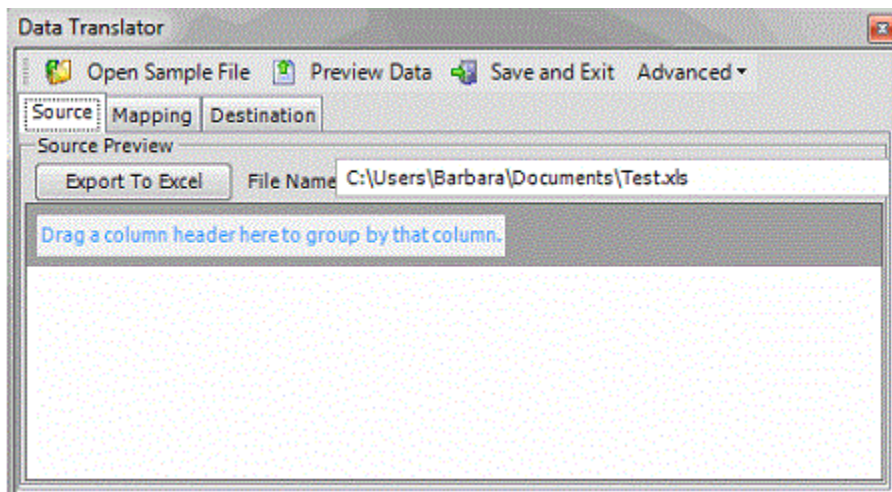 Data Translator
Open Sample File Preview Data Save and Exit Advanced
Source Mapping Destination
Source Preview
Export To Excel File Name C:\Users\Barbara\Documents\Test.xls
Drag a column header here to group by that column.